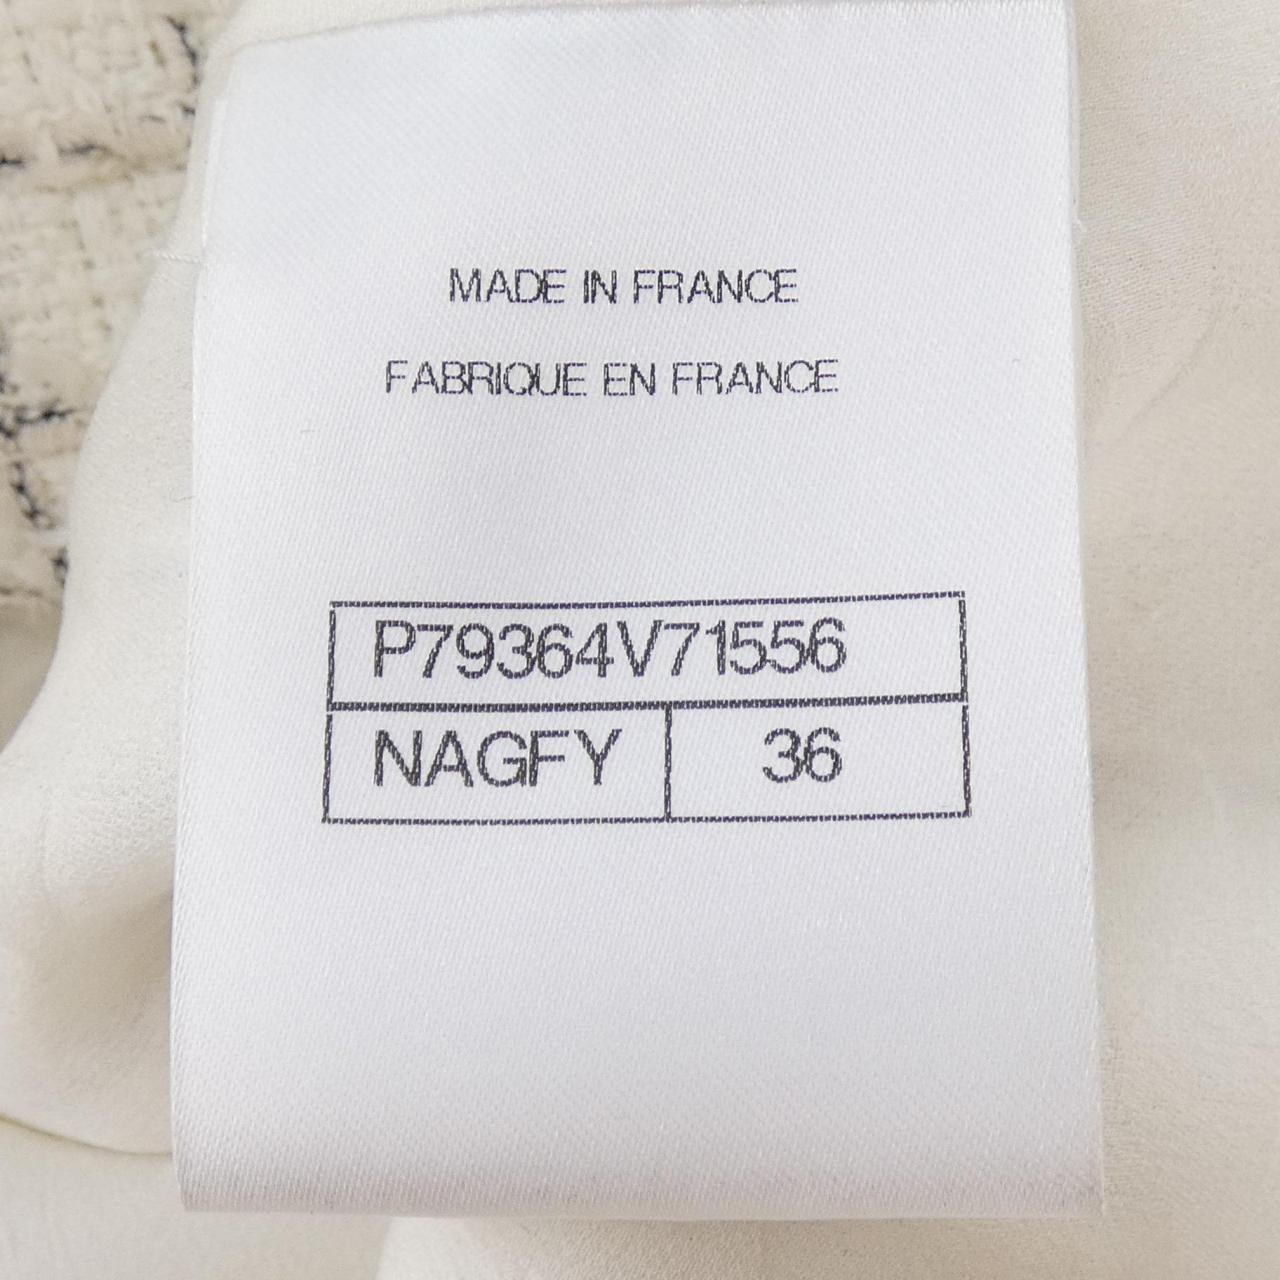 MADE IN FRANCE
FABRIQUE EN FRANCE
P79364V71556
NAGFY 36